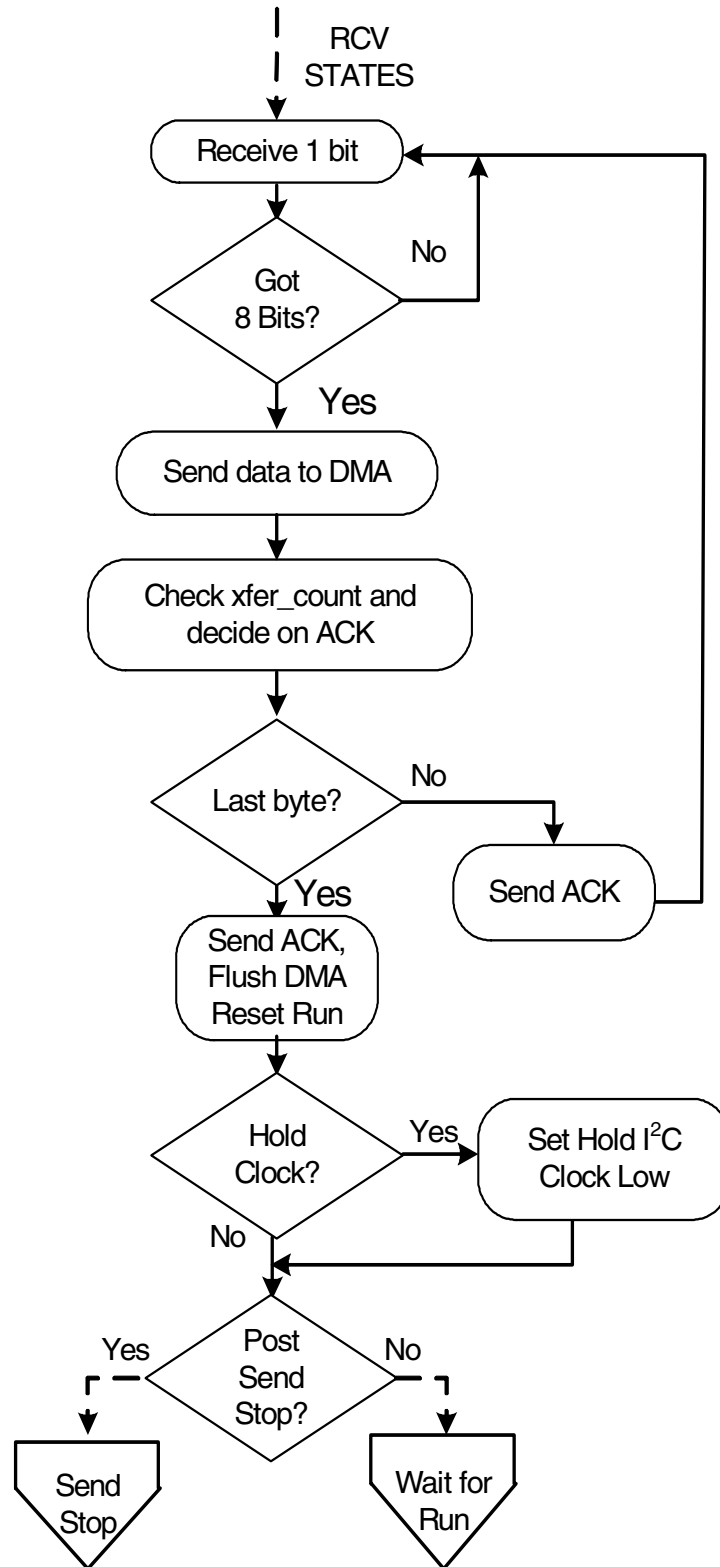 RCV
STATES
Receive 1 bit
No
Got
8 Bits?
Yes
Send data to DMA
Check xfer_count and
decide on ACK
No
Last byte?
Send ACK
Yes
Send ACK,
Flush DMA
Reset Run
Hold
Clock?
Yes
Set Hold I²C
Clock Low
No
Yes
Post
Send
Stop?
No
Send
Stop
Wait for
Run